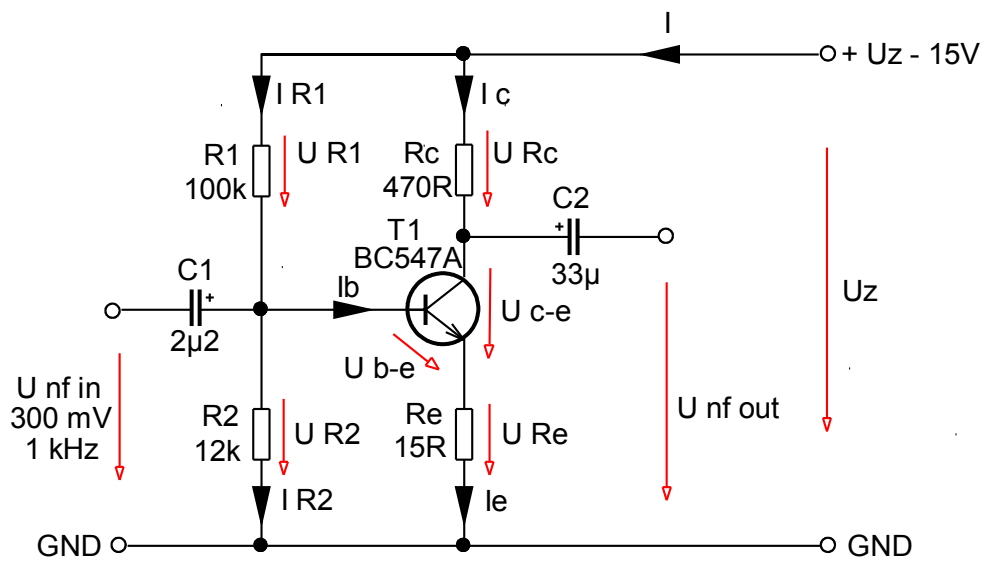 I
+ Uz - 15V
I R1
I c
R1
100k
U R1
Rc
470R
U Rc
C2
+
33µ
T1
BC547A
C1
+
2µ2
Ib
U c-e
Uz
U b-e
U nf in
300 mV
1 kHz
R2
12k
U R2
Re
15R
U Re
U nf out
I R2
Ie
GND
GND